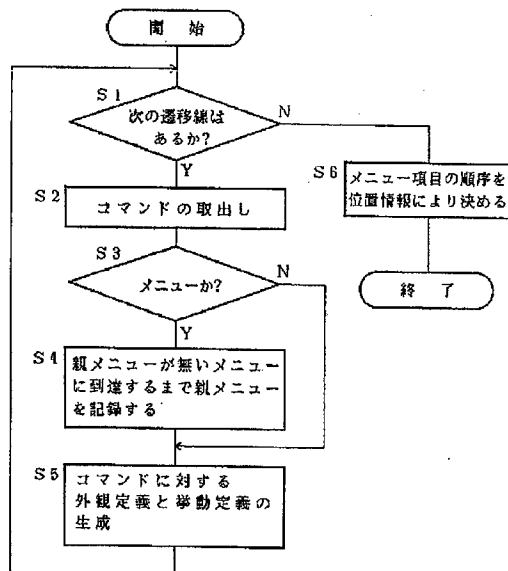 開始
S1
次の遷移線は
あるか?
N
Y
S2
コマンドの取出し
S3
メニューか?
N
Y
S4
親メニューが無いメニュー
に到達するまで親メニュー
を記録する
S5
コマンドに対する
外観定義と挙動定義の
生成
S6
メニュー項目の順序を
位置情報により決める
終了